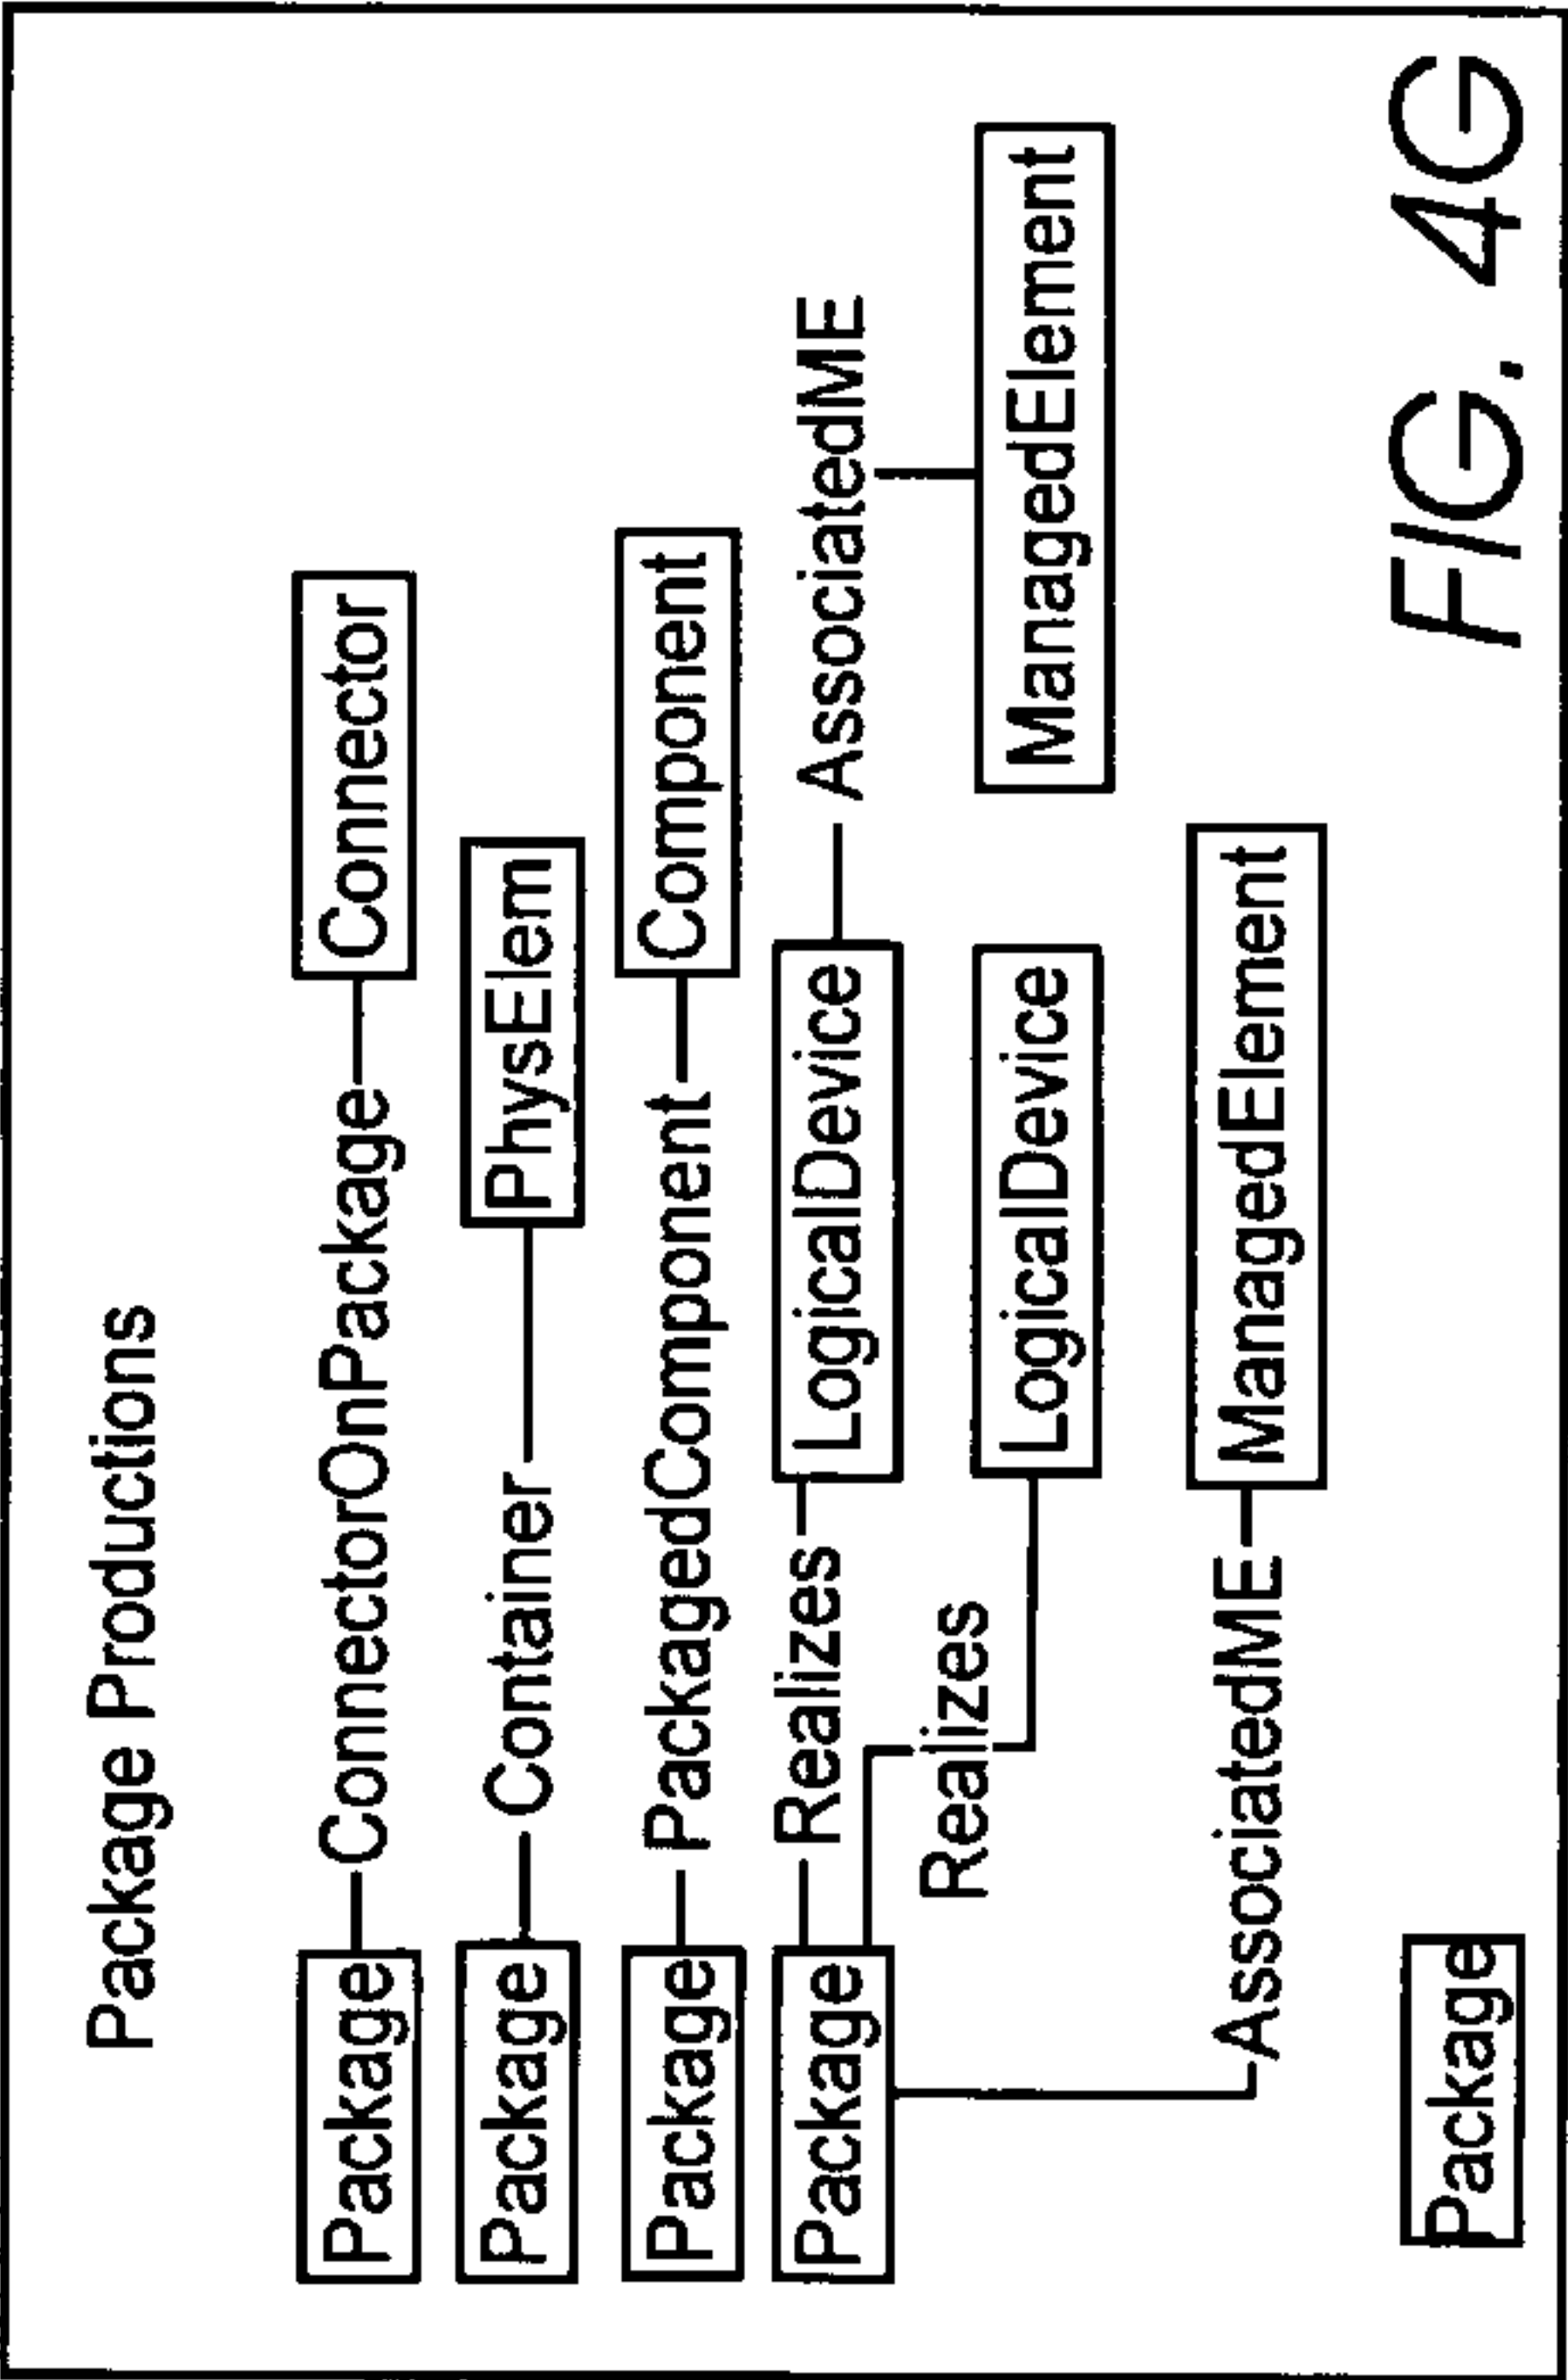 Package Productions
Package ConnectorOnPackage Connector
Package Container PhysElem
Package PackagedComponent Component
Package Realizes LogicalDevice AssociatedME
Realizes LogicalDevice ManagedElement
AssociatedME ManagedElement
Package
FIG. 4G